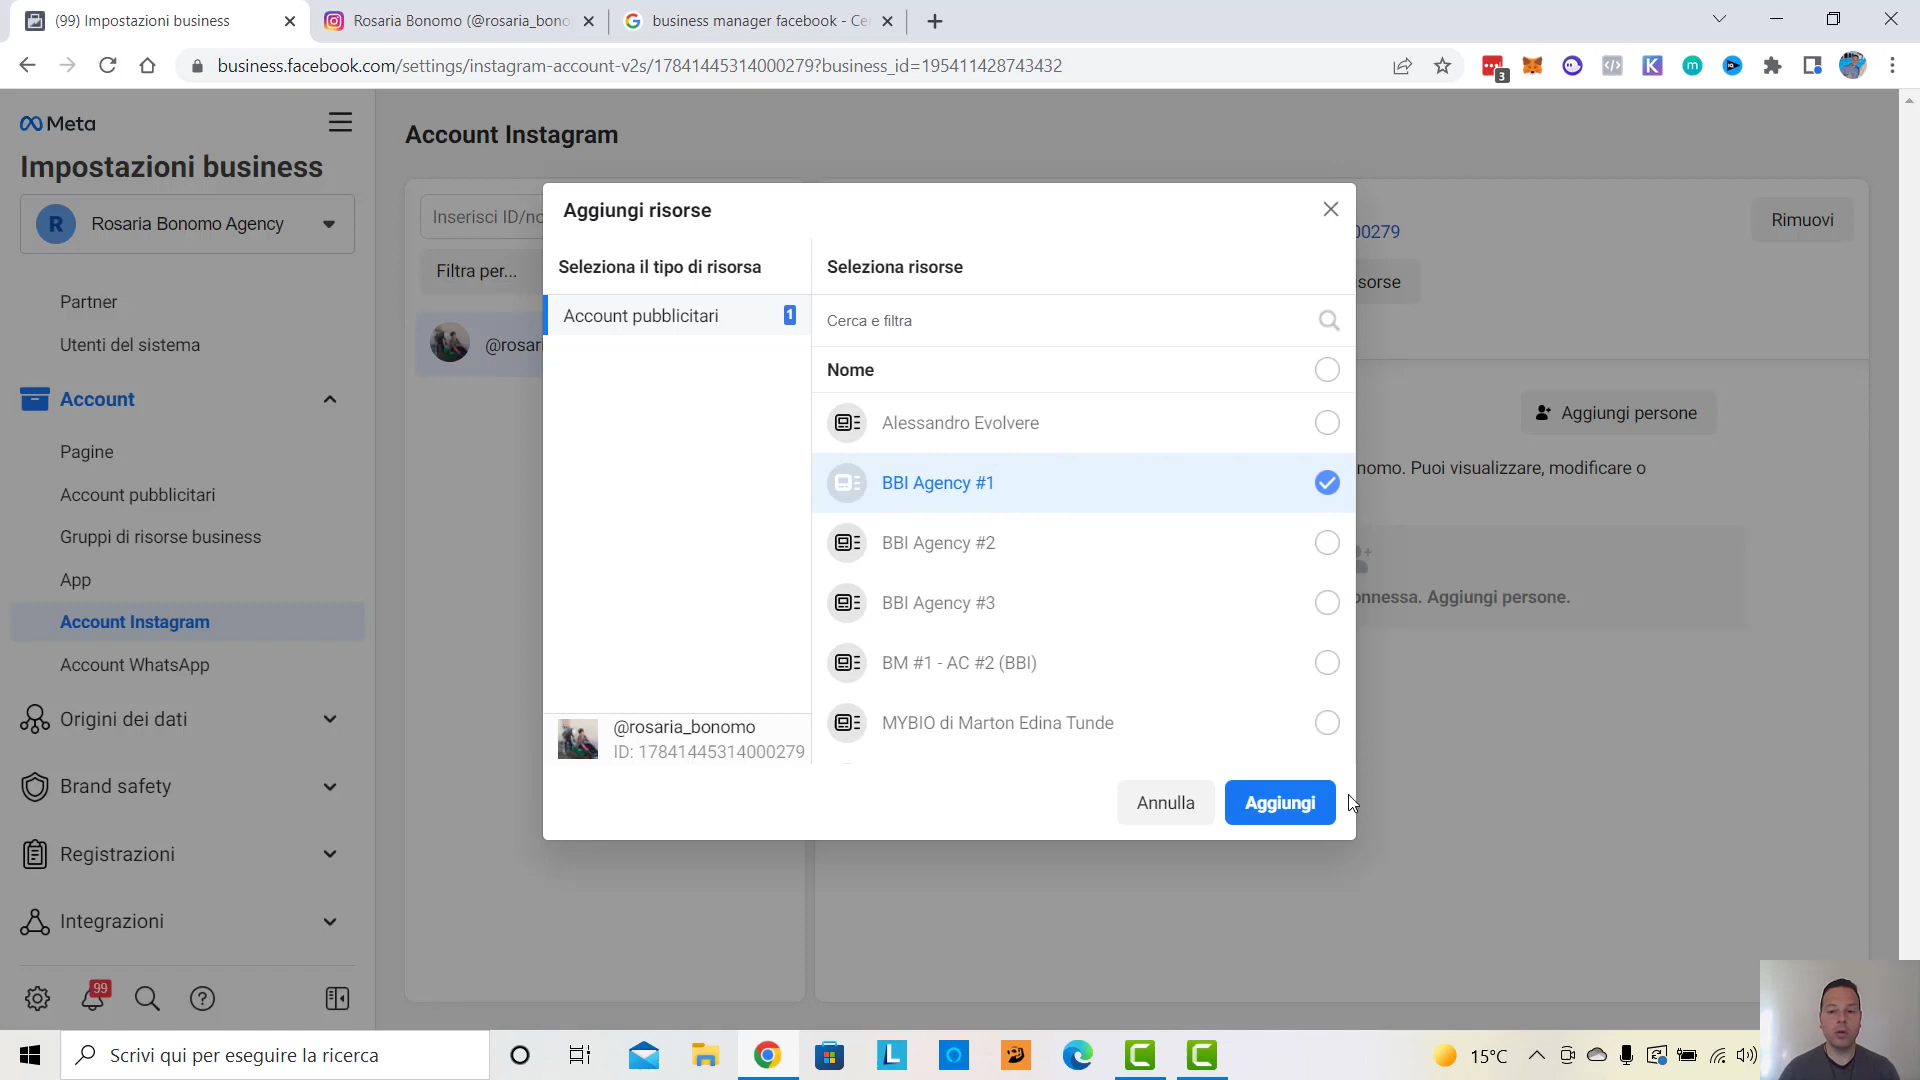 (99) Impostazioni business
Rosaria Bonomo (@rosaria_bono
business manager facebook - Ce
business.facebook.com/settings/instagram-account-v2s/17841445314000279?business_id=195411428743432
3
Meta
Impostazioni business
R
Rosaria Bonomo Agency
Partner
Utenti del sistema
Account
Pagine
Account pubblicitari
Gruppi di risorse business
App
Account Instagram
Account WhatsApp
Origini dei dati
Brand safety
Registrazioni
Integrazioni
99
Account Instagram
Inserisci ID/no
Filtra per...
@rosari
00279
Rimuovi
sorse
Aggiungi persone
nomo. Puoi visualizzare, modificare o
onnessa. Aggiungi persone.
Aggiungi risorse
Seleziona il tipo di risorsa
Account pubblicitari
1
@rosaria_bonomo
ID: 17841445314000279
Seleziona risorse
Cerca e filtra
Nome
Alessandro Evolvere
BBI Agency #1
BBI Agency #2
BBI Agency #3
BM #1 - AC #2 (BBI)
MYBIO di Marton Edina Tunde
Annulla
Aggiungi
Scrivi qui per eseguire la ricerca
15°C